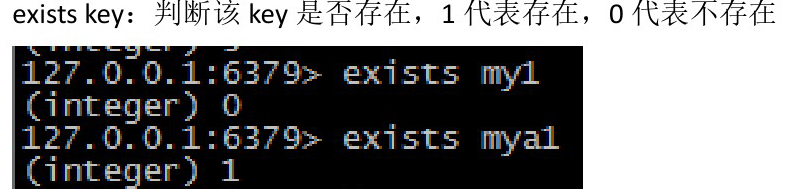 exists key：判断该 key 是否存在，1 代表存在，0 代表不存在
127.0.0.1:6379> exists my1
(integer) 0
127.0.0.1:6379> exists mya1
(integer) 1